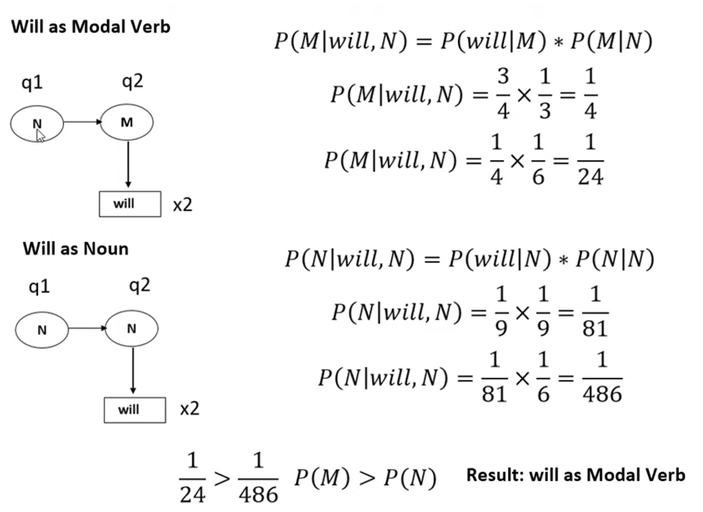 Will as Modal Verb
P(M|will, N) = P(will|M) * P(M|N)
q1 q2
P(M|will, N) = 3/4 × 1/3 = 1/4
N M
P(M|will, N) = 1/4 × 1/6 = 1/24
will x2
Will as Noun
P(N|will, N) = P(will|N) * P(N|N)
q1 q2
P(N|will, N) = 1/9 × 1/9 = 1/81
N N
P(N|will, N) = 1/81 × 1/6 = 1/486
will x2
1/24 > 1/486 P(M) > P(N) Result: will as Modal Verb